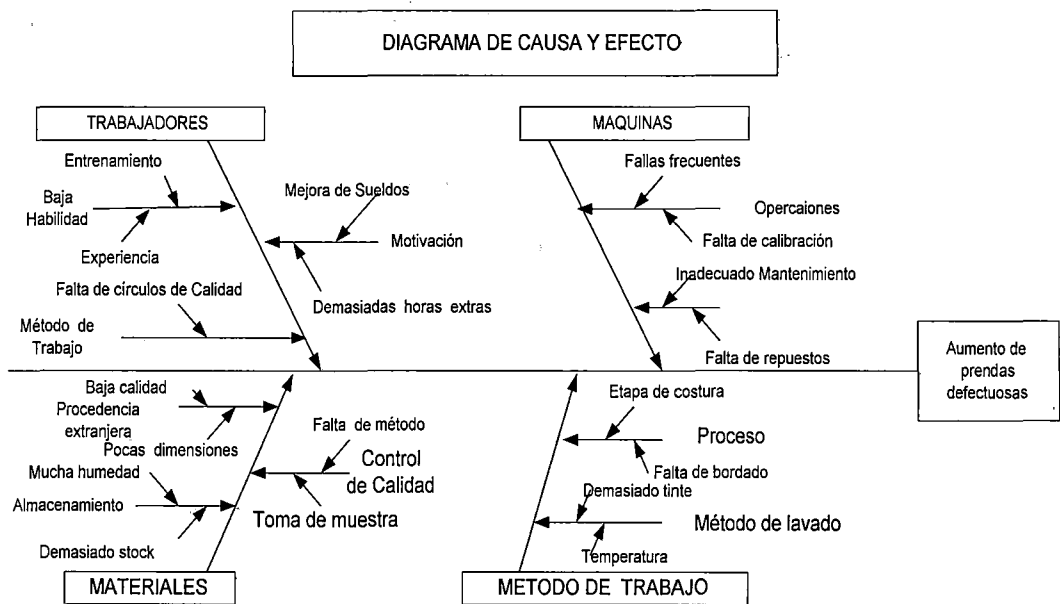 DIAGRAMA DE CAUSA Y EFECTO
TRABAJADORES
MAQUINAS
Entrenamiento
Baja
Habilidad
Experiencia
Mejora de Sueldos
Motivación
Demasiadas horas extras
Falta de círculos de Calidad
Método de
Trabajo
Fallas frecuentes
Opercaiones
Falta de calibración
Inadecuado Mantenimiento
Falta de repuestos
Aumento de
prendas
defectuosas
Baja calidad
Procedencia
extranjera
Pocas dimensiones
Mucha humedad
Almacenamiento
Demasiado stock
Falta de método
Control
de Calidad
Toma de muestra
Etapa de costura
Proceso
Falta de bordado
Demasiado tinte
Método de lavado
Temperatura
MATERIALES
METODO DE TRABAJO